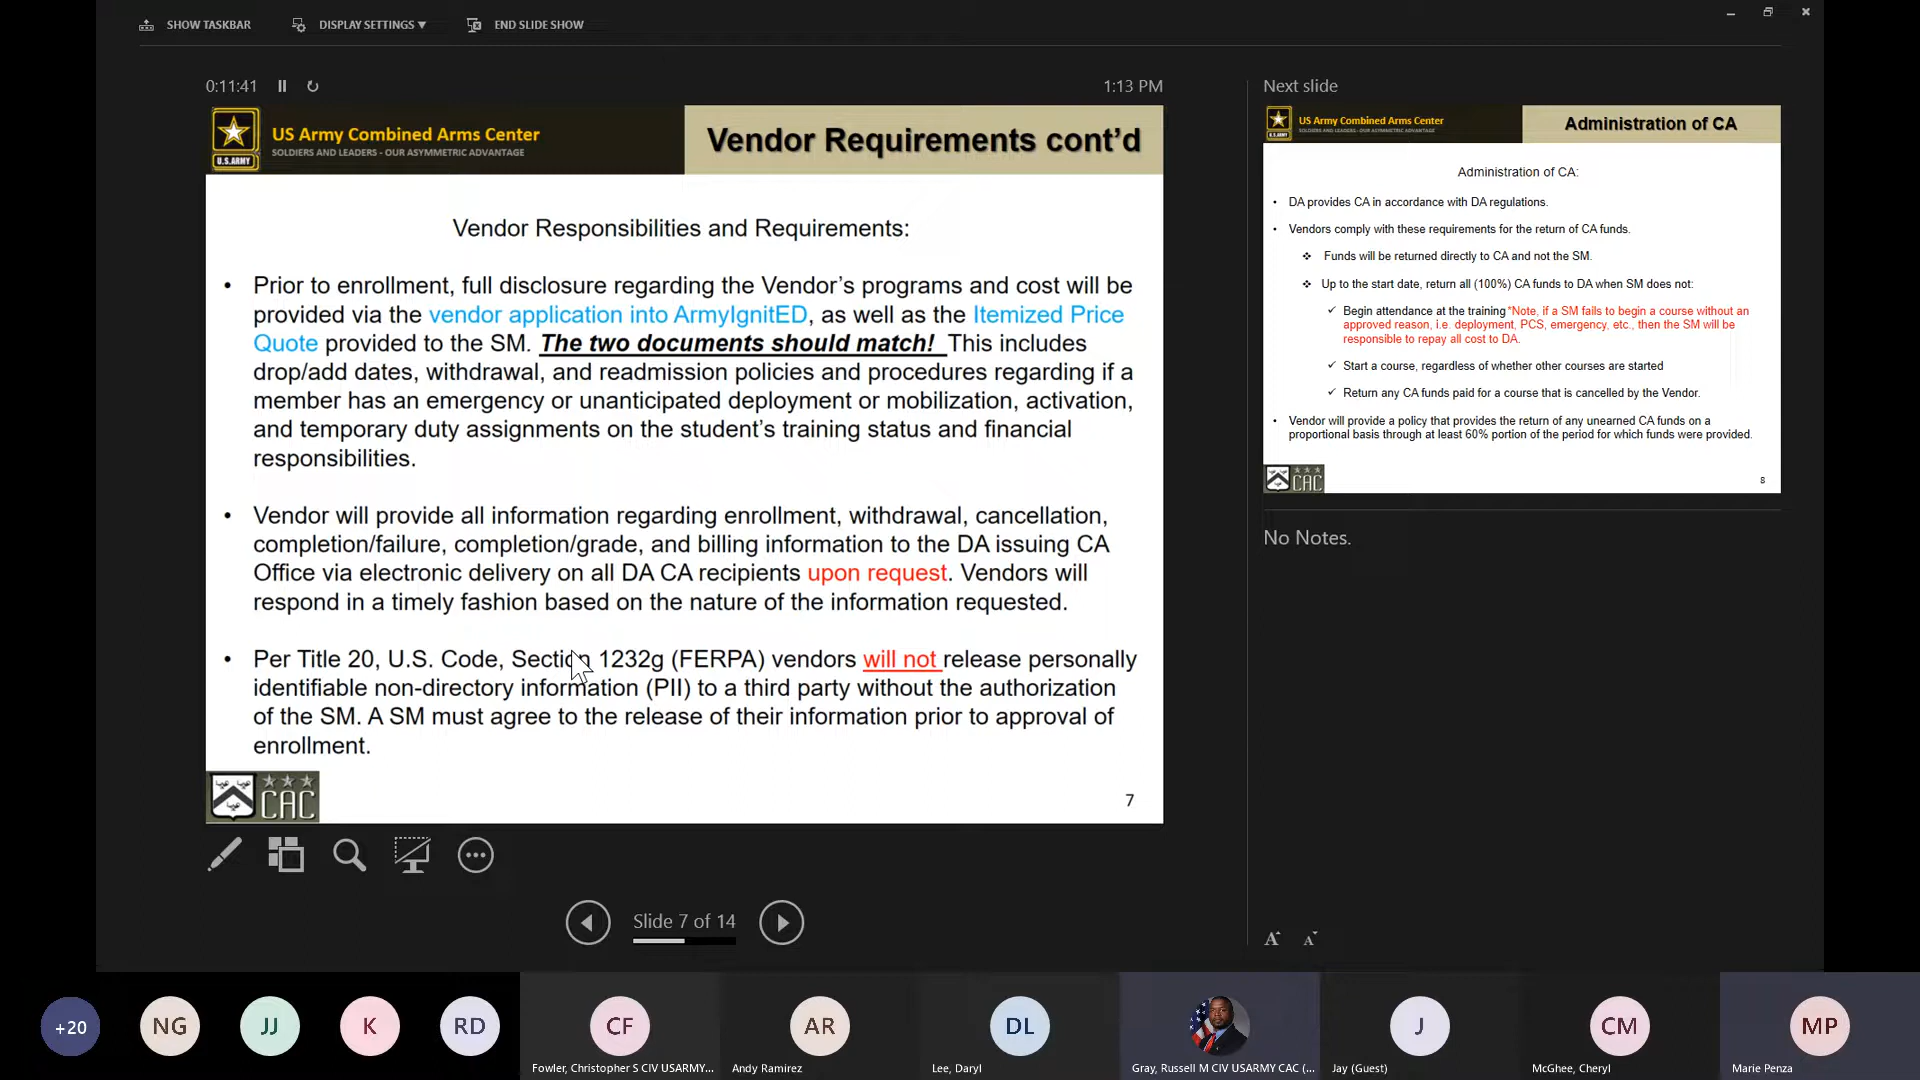 SHOW TASKBAR
DISPLAY SETTINGS ▼
END SLIDE SHOW
0:11:41
1:13 PM
U.S.ARMY
US Army Combined Arms Center
SOLDIERS AND LEADERS - OUR ASYMMETRIC ADVANTAGE
Vendor Requirements cont’d
Vendor Responsibilities and Requirements:
• Prior to enrollment, full disclosure regarding the Vendor’s programs and cost will be
provided via the vendor application into ArmyIgnitED, as well as the Itemized Price
Quote provided to the SM. The two documents should match! This includes
drop/add dates, withdrawal, and readmission policies and procedures regarding if a
member has an emergency or unanticipated deployment or mobilization, activation,
and temporary duty assignments on the student’s training status and financial
responsibilities.
• Vendor will provide all information regarding enrollment, withdrawal, cancellation,
completion/failure, completion/grade, and billing information to the DA issuing CA
Office via electronic delivery on all DA CA recipients upon request. Vendors will
respond in a timely fashion based on the nature of the information requested.
• Per Title 20, U.S. Code, Section 1232g (FERPA) vendors will not release personally
identifiable non-directory information (PII) to a third party without the authorization
of the SM. A SM must agree to the release of their information prior to approval of
enrollment.
CAC
7
Slide 7 of 14
Next slide
US Army Combined Arms Center
SOLDIERS AND LEADERS - OUR ASYMMETRIC ADVANTAGE
Administration of CA
Administration of CA:
• DA provides CA in accordance with DA regulations.
• Vendors comply with these requirements for the return of CA funds.
❖ Funds will be returned directly to CA and not the SM.
❖ Up to the start date, return all (100%) CA funds to DA when SM does not:
✓ Begin attendance at the training *Note, if a SM fails to begin a course without an
approved reason, i.e. deployment, PCS, emergency, etc., then the SM will be
responsible to repay all cost to DA.
✓ Start a course, regardless of whether other courses are started
✓ Return any CA funds paid for a course that is cancelled by the Vendor.
• Vendor will provide a policy that provides the return of any unearned CA funds on a
proportional basis through at least 60% portion of the period for which funds were provided.
CAC
8
No Notes.
A A
+20
NG
JJ
K
RD
CF
AR
DL
J
CM
MP
Fowler, Christopher S CIV USARMY...
Andy Ramirez
Lee, Daryl
Gray, Russell M CIV USARMY CAC (...
Jay (Guest)
McGhee, Cheryl
Marie Penza